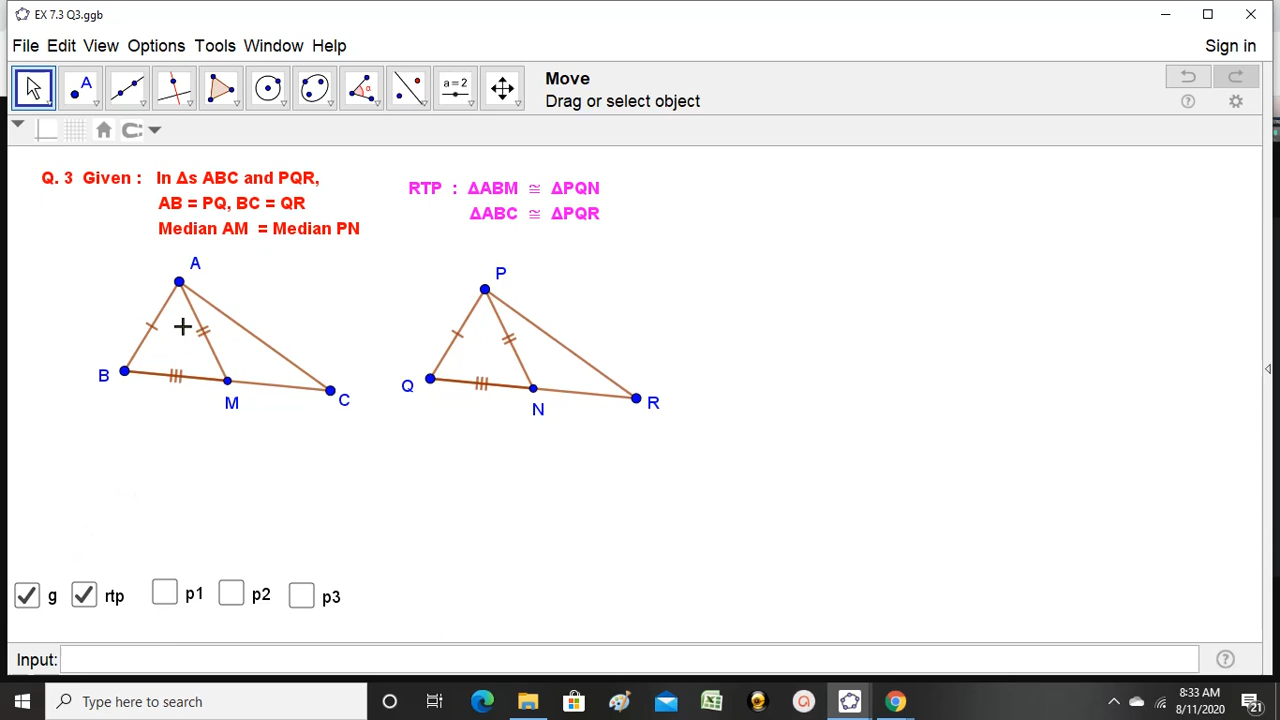 EX 7.3 Q3.ggb
File Edit View Options Tools Window Help
Sign in
A
α
a = 2
Move
Drag or select object
Q. 3 Given : In Δs ABC and PQR,
AB = PQ, BC = QR
Median AM = Median PN
RTP : ΔABM ≅ ΔPQN
ΔABC ≅ ΔPQR
A
B
M
C
P
Q
N
R
g rtp p1 p2 p3
Input:
Type here to search
8:33 AM
8/11/2020
21